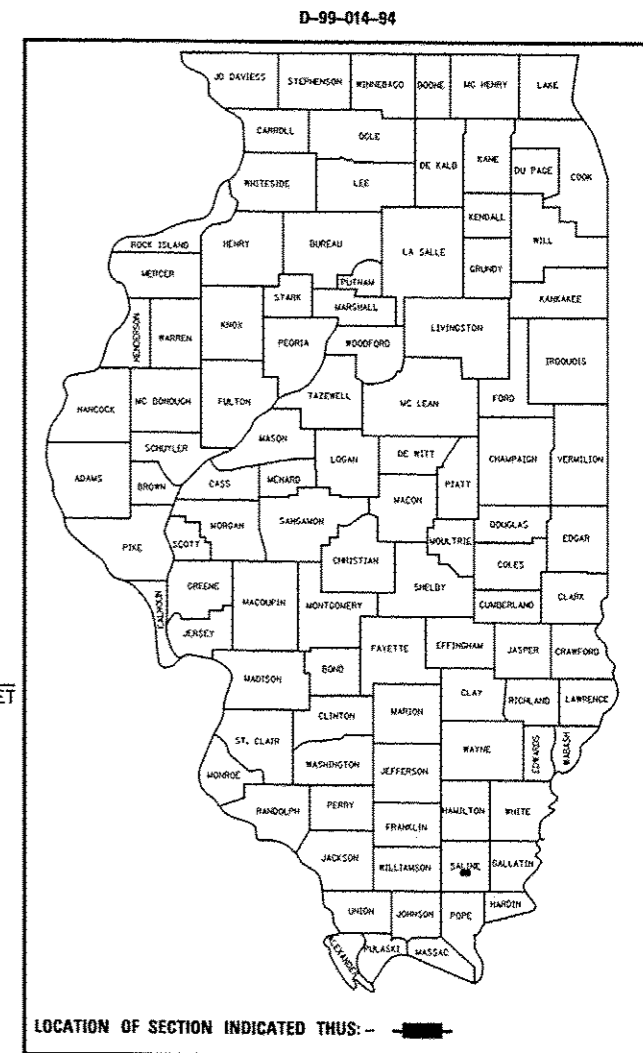 D-99-014-94
JO DAVIESS STEPHENSON WINNEBAGO BOONE MC HENRY LAKE
CARROLL OGLE DE KALB KANE DU PAGE COOK
WHITESIDE LEE
KENDALL
ROCK ISLAND HENRY BUREAU LA SALLE GRUNDY WILL
MERCER PUTNAM
STARK MARSHALL KANKAKEE
HENDERSON WARREN KNOX PEORIA WOODFORD LIVINGSTON IROQUOIS
HANCOCK MC DONOUGH FULTON TAZEWELL MC LEAN FORD
MASON
SCHUYLER LOGAN DE WITT CHAMPAIGN VERMILION
ADAMS BROWN CASS MENARD PIATT
MACON
MORGAN SANGAMON DOUGLAS
PIKE SCOTT CHRISTIAN MOULTRIE COLES EDGAR
CALHOUN GREENE MACOUPIN MONTGOMERY SHELBY CUMBERLAND CLARK
JERSEY
FAYETTE EFFINGHAM JASPER CRAWFORD
MADISON BOND
CLAY RICHLAND LAWRENCE
ET
CLINTON MARION
ST. CLAIR WAYNE EDWARDS WABASH
MONROE WASHINGTON JEFFERSON
RANDOLPH PERRY HAMILTON WHITE
FRANKLIN
JACKSON WILLIAMSON SALINE GALLATIN
UNION JOHNSON POPE HARDIN
ALEXANDER PULASKI MASSAC
LOCATION OF SECTION INDICATED THUS: -